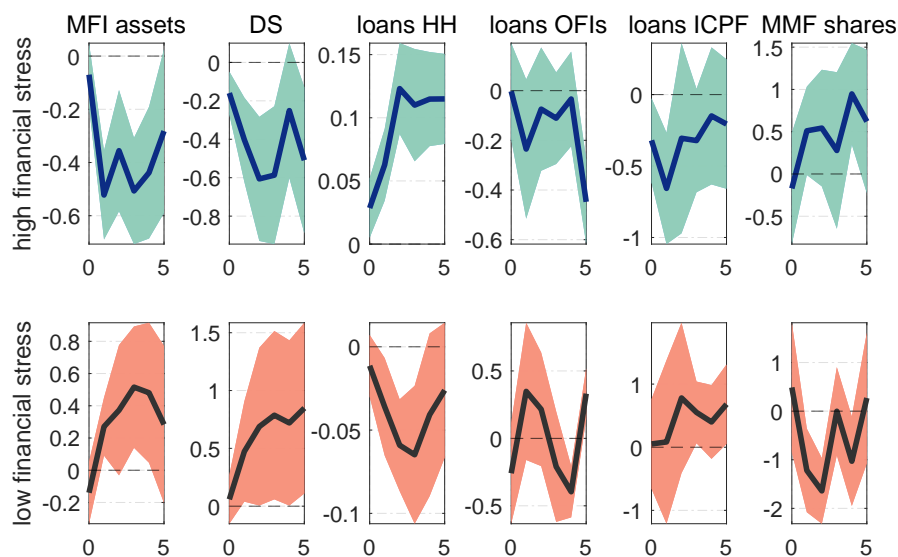 MFI assets DS loans HH loans OFIs loans ICPF MMF shares
high financial stress
0 -0.2 -0.4 -0.6
0 -0.2 -0.4 -0.6 -0.8
0.15 0.1 0.05 0
0 -0.2 -0.4 -0.6
0 -0.5 -1
1.5 1 0.5 0 -0.5
0 5 0 5 0 5 0 5 0 5 0 5
low financial stress
0.8 0.6 0.4 0.2 0 -0.2
1.5 1 0.5 0
0 -0.05 -0.1
0.5 0 -0.5
1 0 -1
1 0 -1 -2
0 5 0 5 0 5 0 5 0 5 0 5